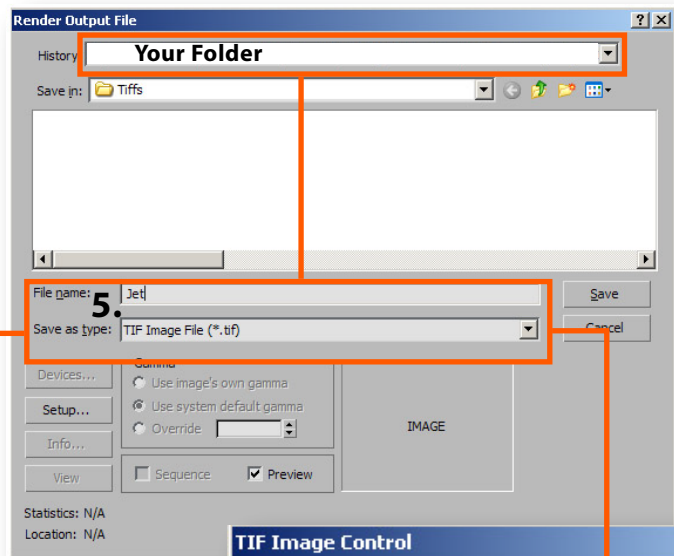 Render Output File
History: Your Folder
Save in: Tiffs
File name: Jet
5.
Save as type: TIF Image File (*.tif)
Save
Cancel
Devices...
Setup...
Info...
View
Gamma
Use image's own gamma
Use system default gamma
Override
Sequence
Preview
IMAGE
Statistics: N/A
Location: N/A
TIF Image Control